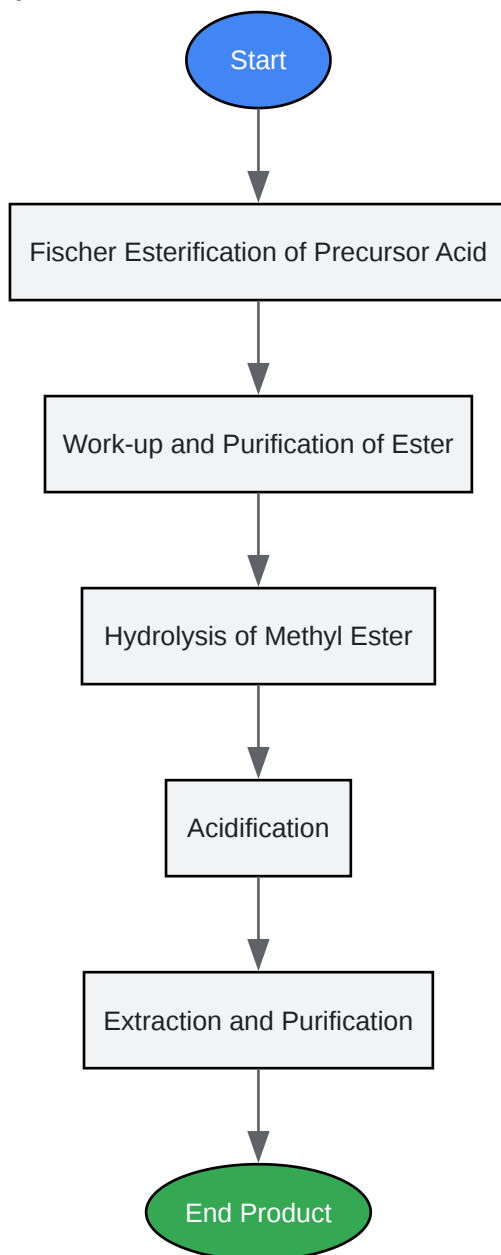 Start
Fischer Esterification of Precursor Acid
Work-up and Purification of Ester
Hydrolysis of Methyl Ester
Acidification
Extraction and Purification
End Product